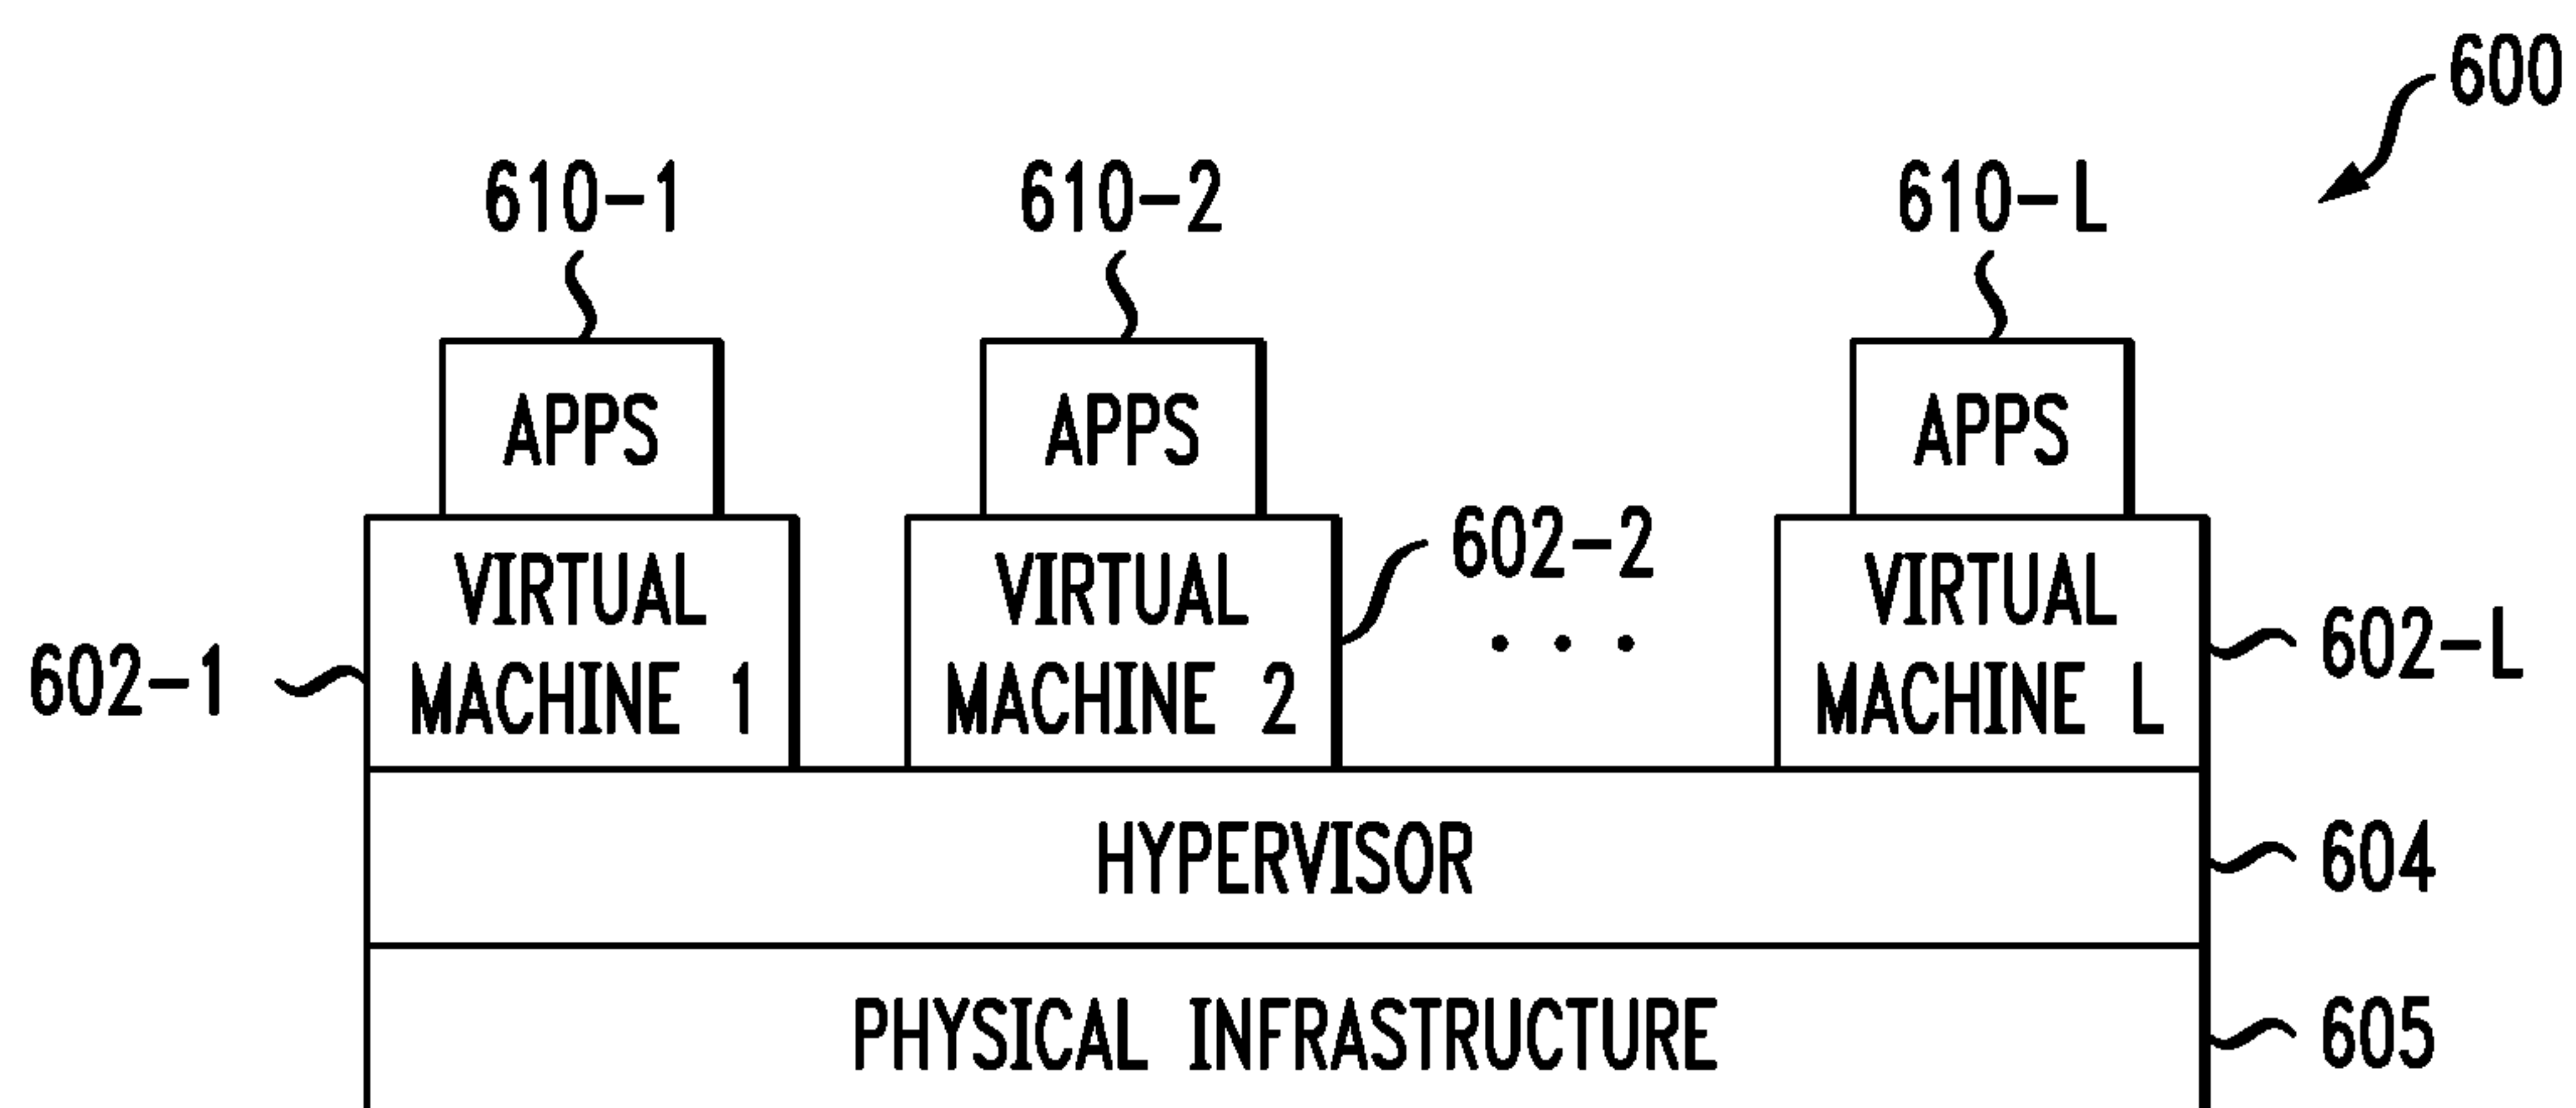 600
610-1 610-2 610-L
APPS APPS APPS
602-2
VIRTUAL VIRTUAL VIRTUAL
602-1 MACHINE 1 MACHINE 2 . . . MACHINE L 602-L
HYPERVISOR 604
PHYSICAL INFRASTRUCTURE 605